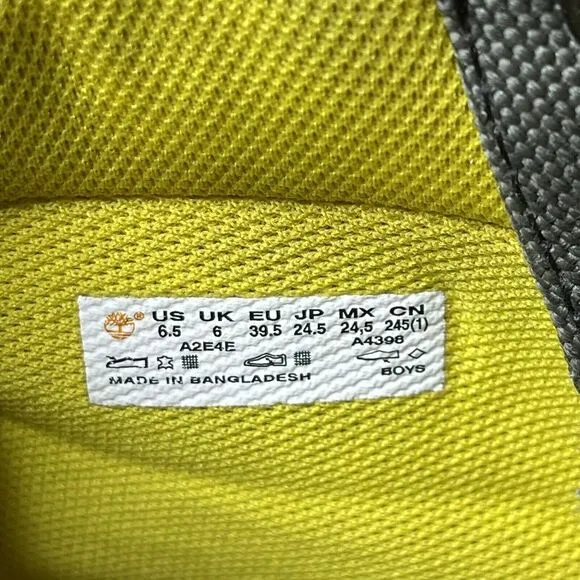 ® US UK EU JP MX CN
6.5 6 39.5 24.5 24,5 245(1)
A2E4E A4398
BOYS
MADE IN BANGLADESH